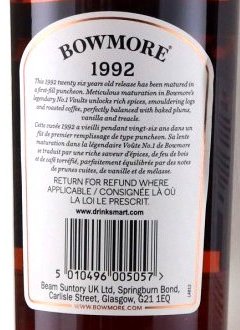 BOWMORE
1992
This 1992 twenty six years old release has been matured in
a first-fill puncheon. Meticulous maturation in Bowmore's
legendary No.1 Vaults unlocks rich spices, smouldering logs
and roasted coffee, perfectly balanced with baked plums,
vanilla and treacle.
Cette cuvée 1992 a vieilli pendant vingt-six ans dans un
fût de premier remplissage de type puncheon. Sa lente
maturation dans la légendaire Voûte No.1 de Bowmore
produit une riche saveur d'épices, de feu de bois
et de café torréfié, parfaitement équilibrée par des notes
de prunes cuites, de vanille et de mélasse.
RETURN FOR REFUND WHERE
APPLICABLE / CONSIGNÉE LÀ OÙ
LA LOI LE PRESCRIT.
www.drinksmart.com
5 010496 005057
Beam Suntory UK Ltd, Springburn Bond,
Carlisle Street, Glasgow, G21 1EQ